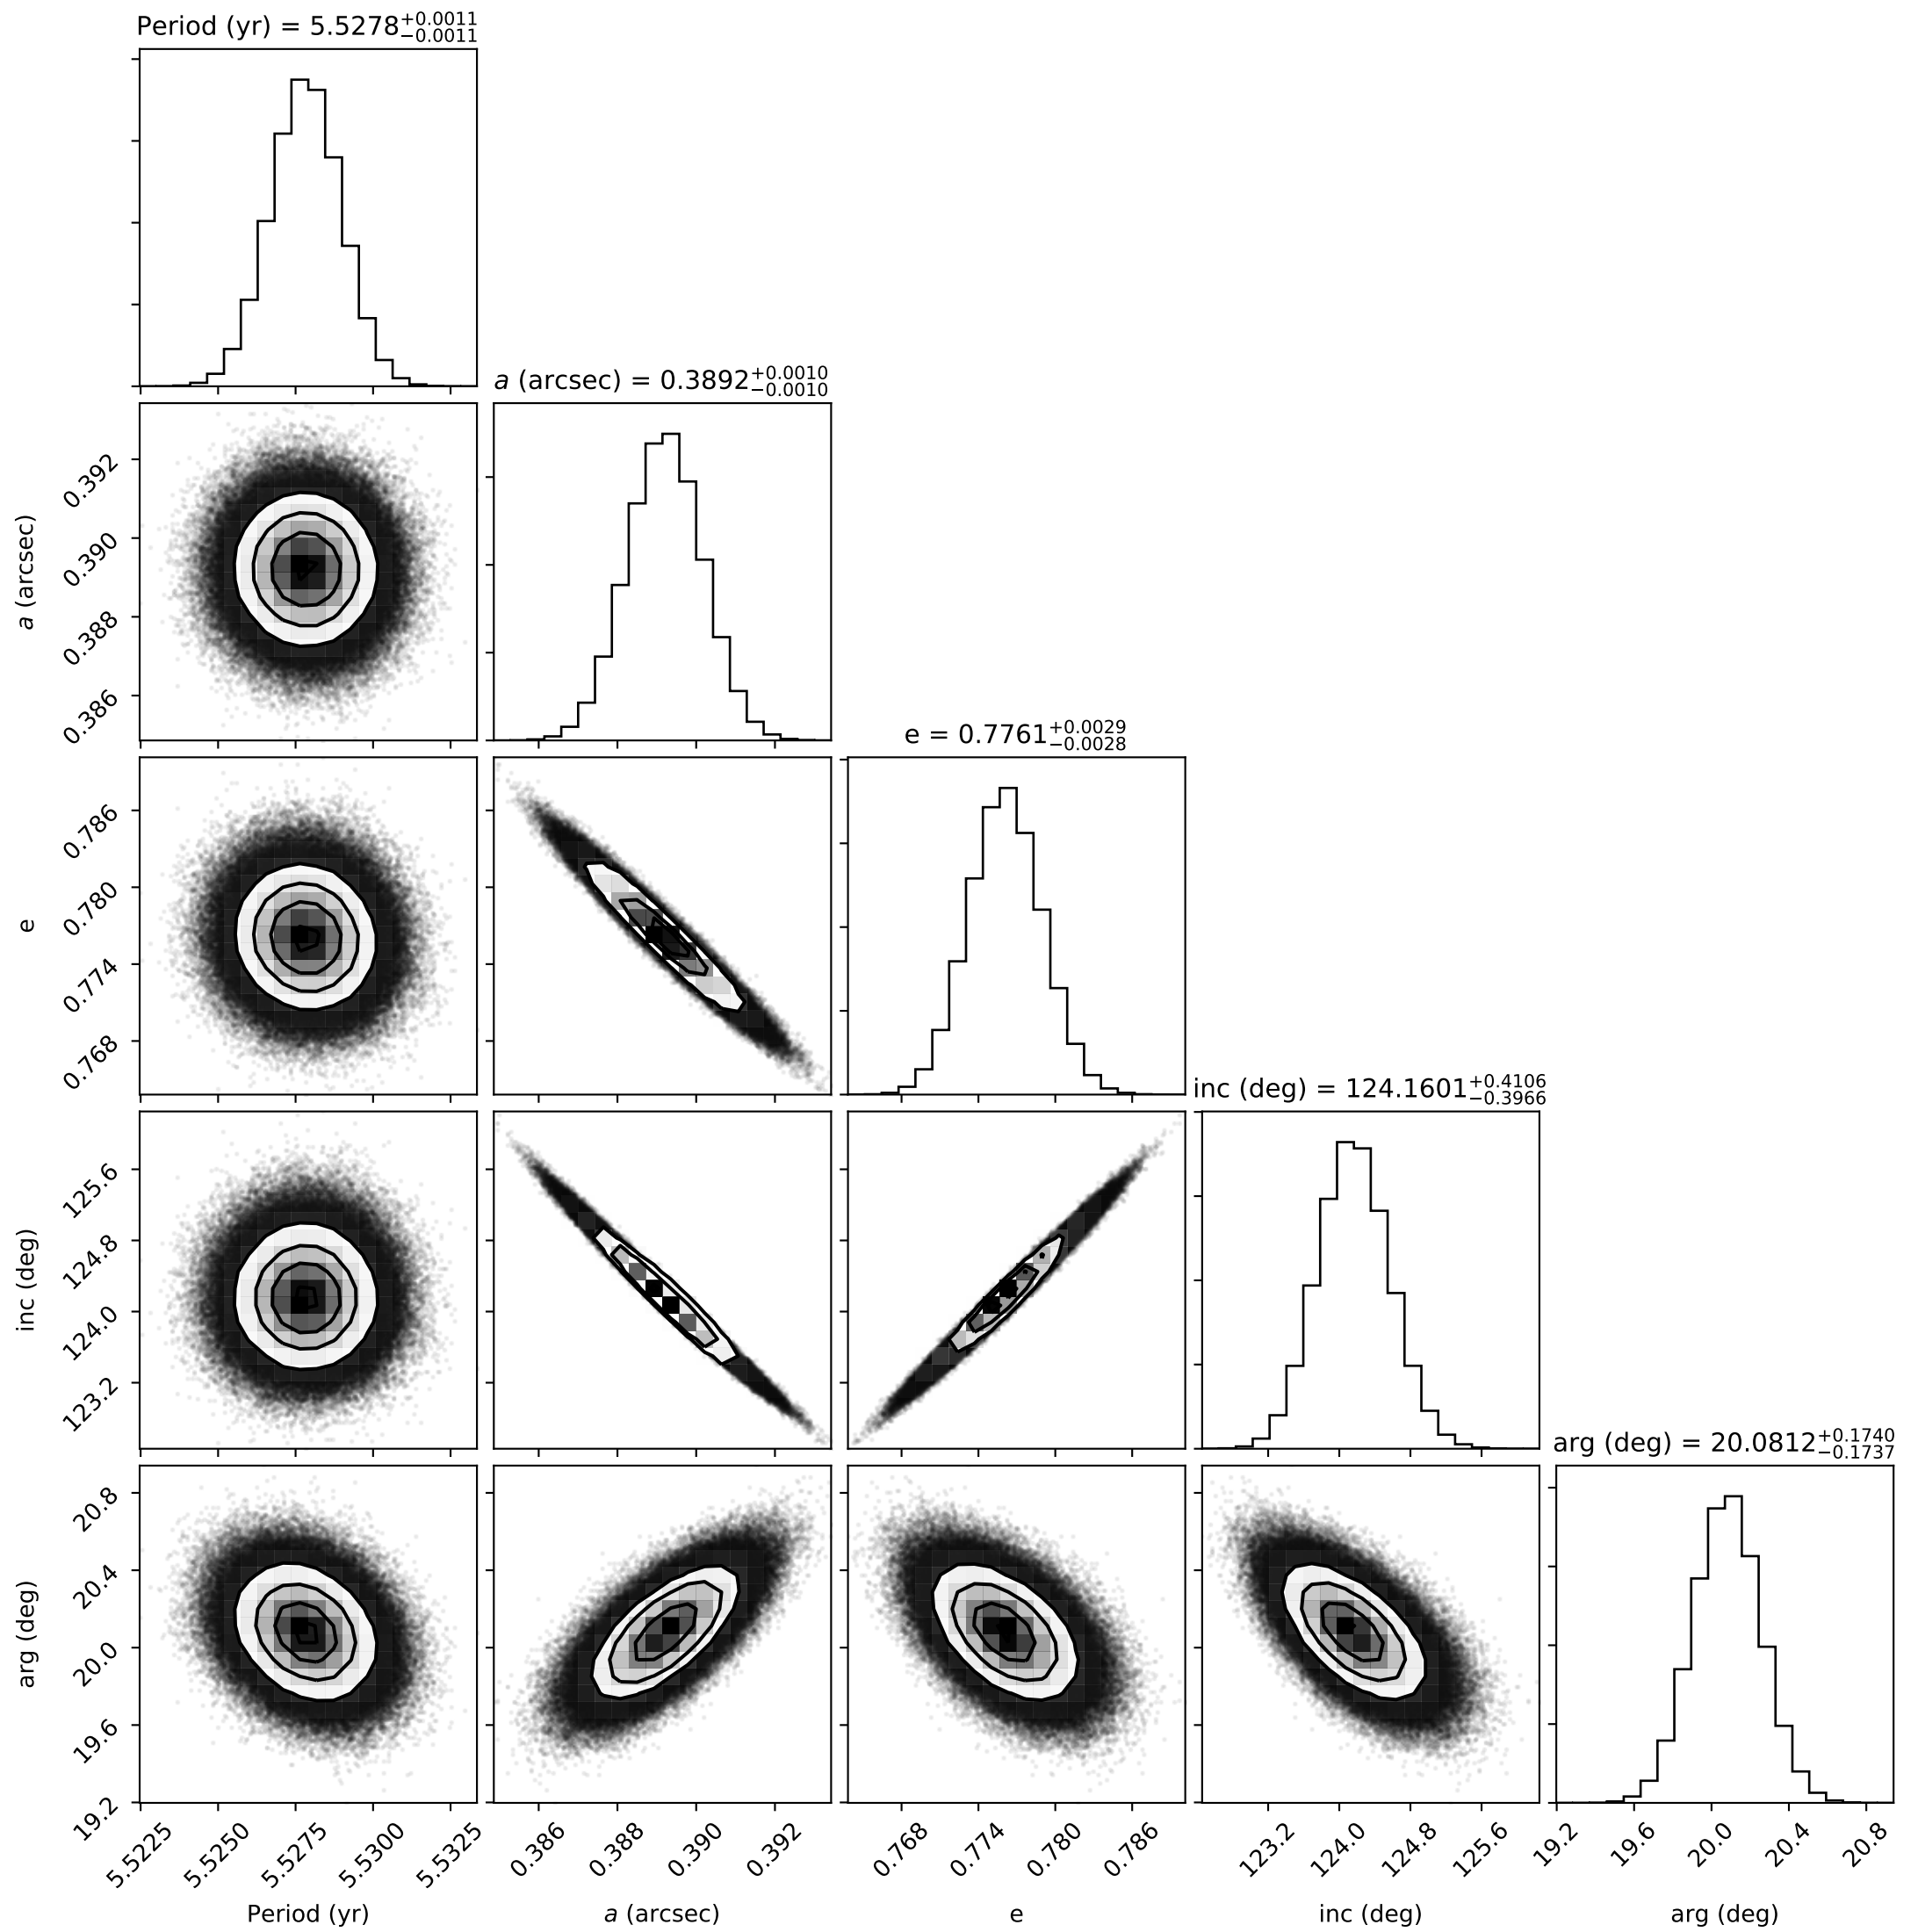 Period (yr) = 5.5278+0.0011−0.0011
a (arcsec) = 0.3892+0.0010−0.0010
0.392
0.390
0.388
0.386
a (arcsec)
e = 0.7761+0.0029−0.0028
0.786
0.780
0.774
0.768
e
inc (deg) = 124.1601+0.4106−0.3966
125.6
124.8
124.0
123.2
inc (deg)
arg (deg) = 20.0812+0.1740−0.1737
20.8
20.4
20.0
19.6
19.2
arg (deg)
5.5225 5.5250 5.5275 5.5300 5.5325 0.386 0.388 0.390 0.392 0.768 0.774 0.780 0.786 123.2 124.0 124.8 125.6 19.2 19.6 20.0 20.4 20.8
Period (yr) a (arcsec) e inc (deg) arg (deg)